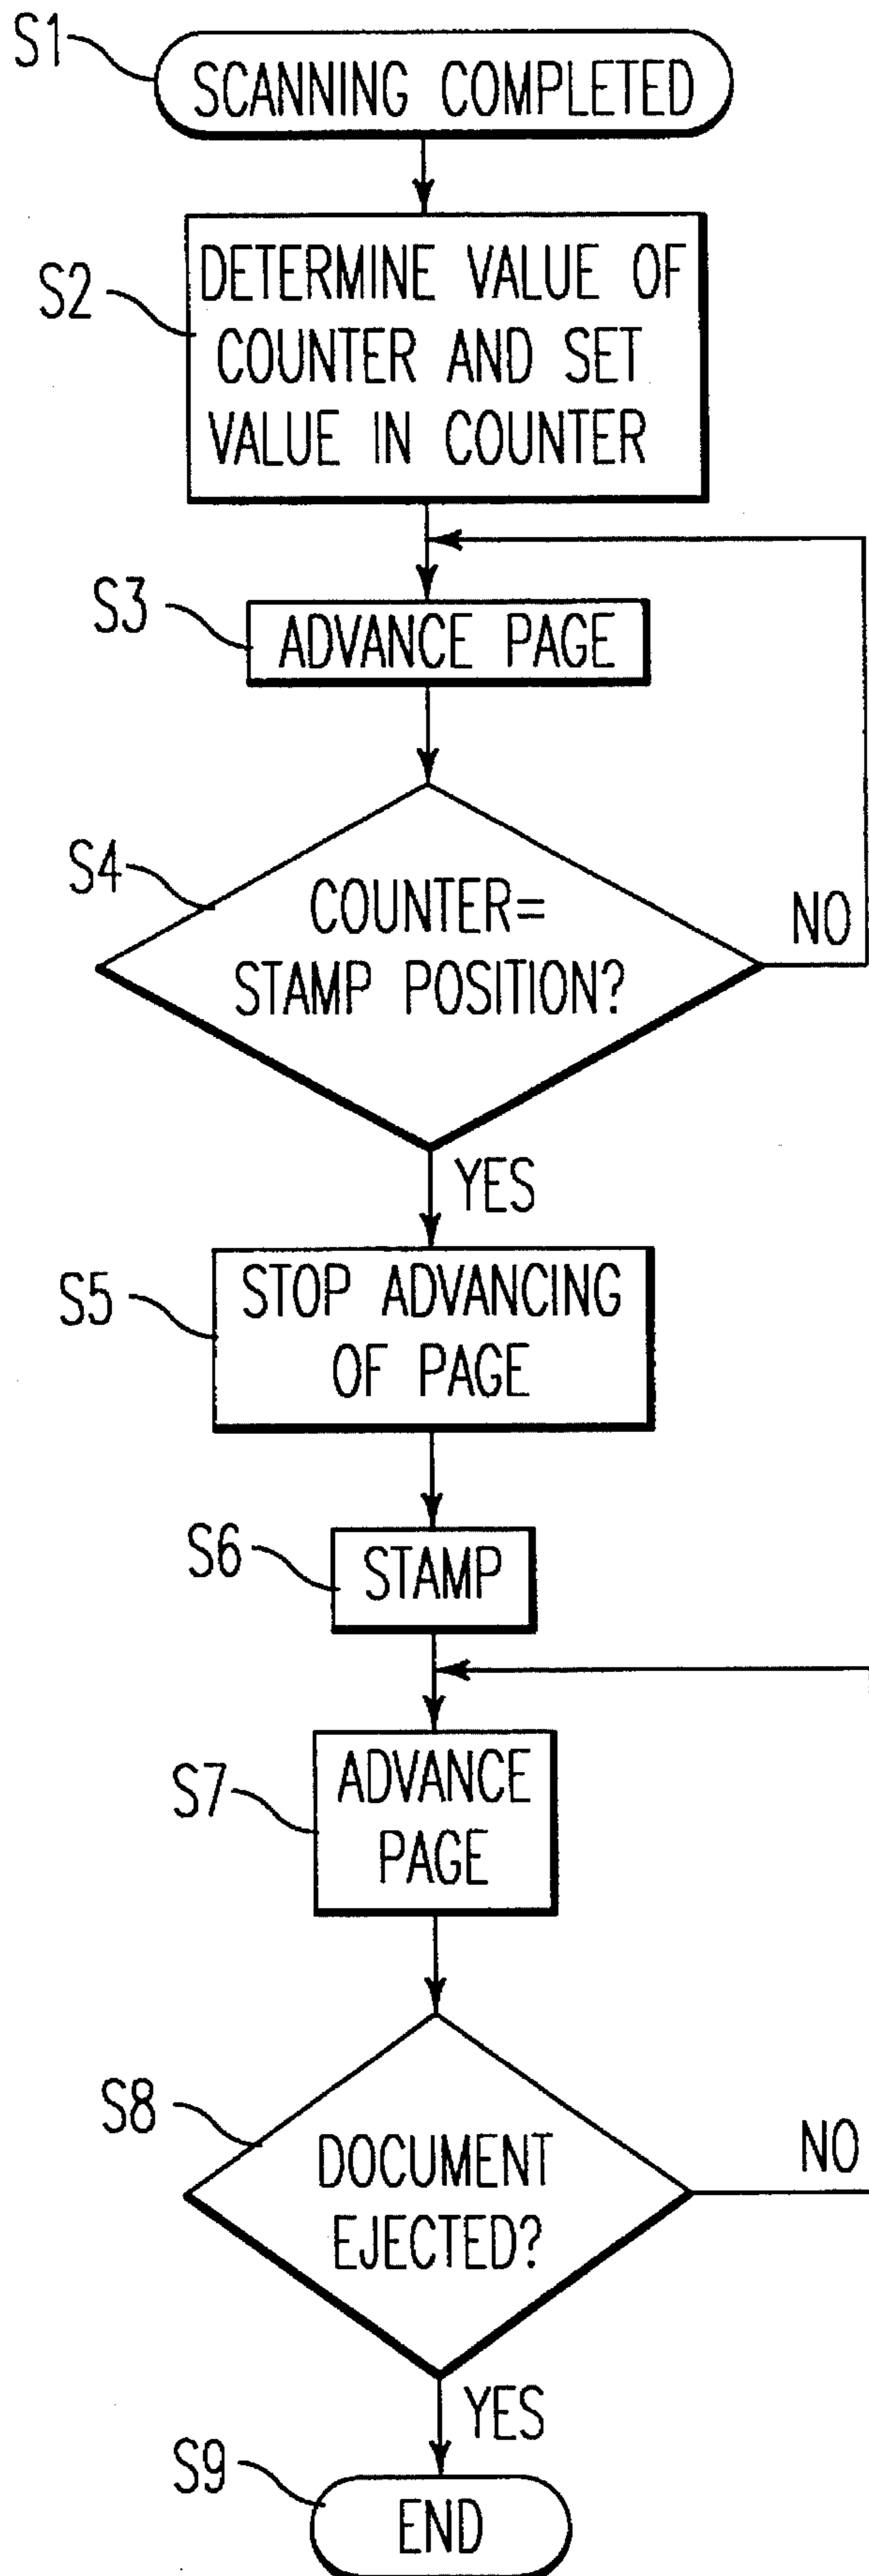 S1
SCANNING COMPLETED
S2
DETERMINE VALUE OF
COUNTER AND SET
VALUE IN COUNTER
S3
ADVANCE PAGE
S4
COUNTER=
STAMP POSITION?
NO
YES
S5
STOP ADVANCING
OF PAGE
S6
STAMP
S7
ADVANCE
PAGE
S8
DOCUMENT
EJECTED?
NO
YES
S9
END